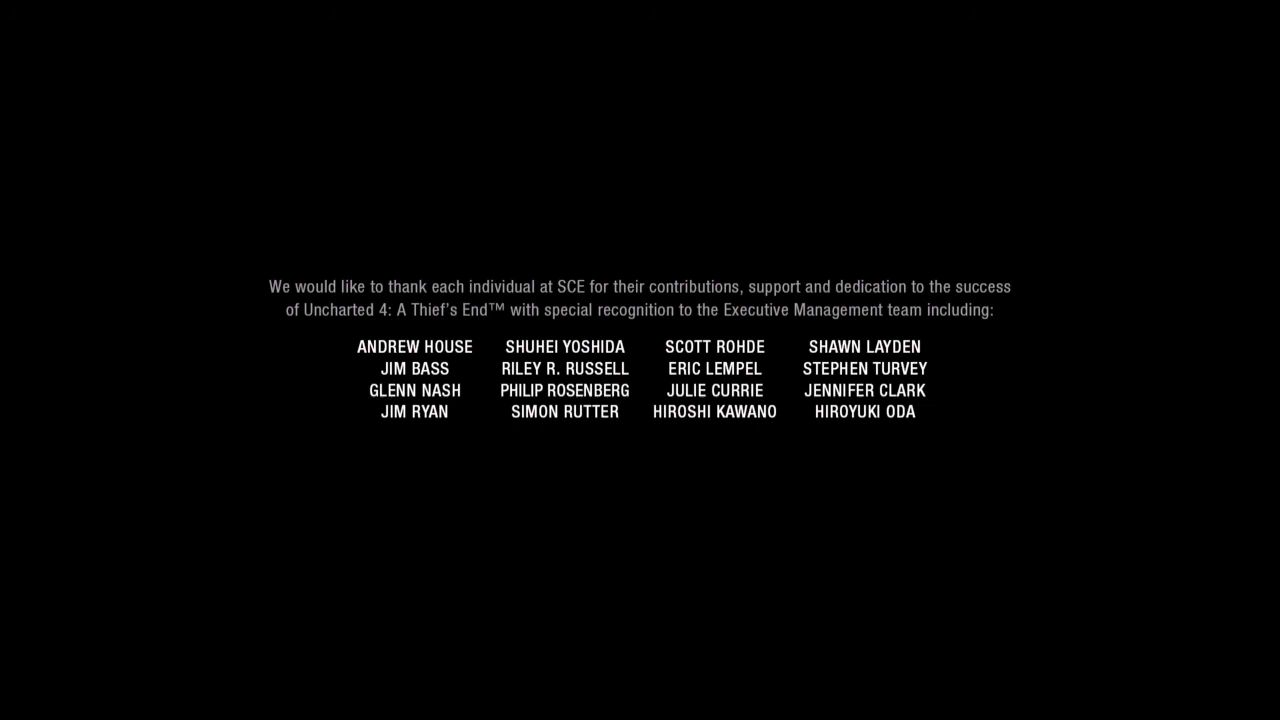 We would like to thank each individual at SCE for their contributions, support and dedication to the success
of Uncharted 4: A Thief's End™ with special recognition to the Executive Management team including:
ANDREW HOUSE SHUHEI YOSHIDA SCOTT ROHDE SHAWN LAYDEN
JIM BASS RILEY R. RUSSELL ERIC LEMPEL STEPHEN TURVEY
GLENN NASH PHILIP ROSENBERG JULIE CURRIE JENNIFER CLARK
JIM RYAN SIMON RUTTER HIROSHI KAWANO HIROYUKI ODA